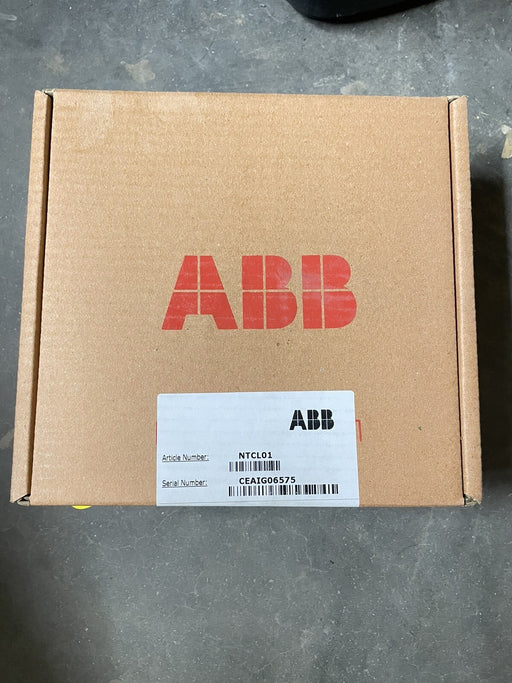 ABB
ABB
Article Number: NTCL01
Serial Number: CEAIG06575